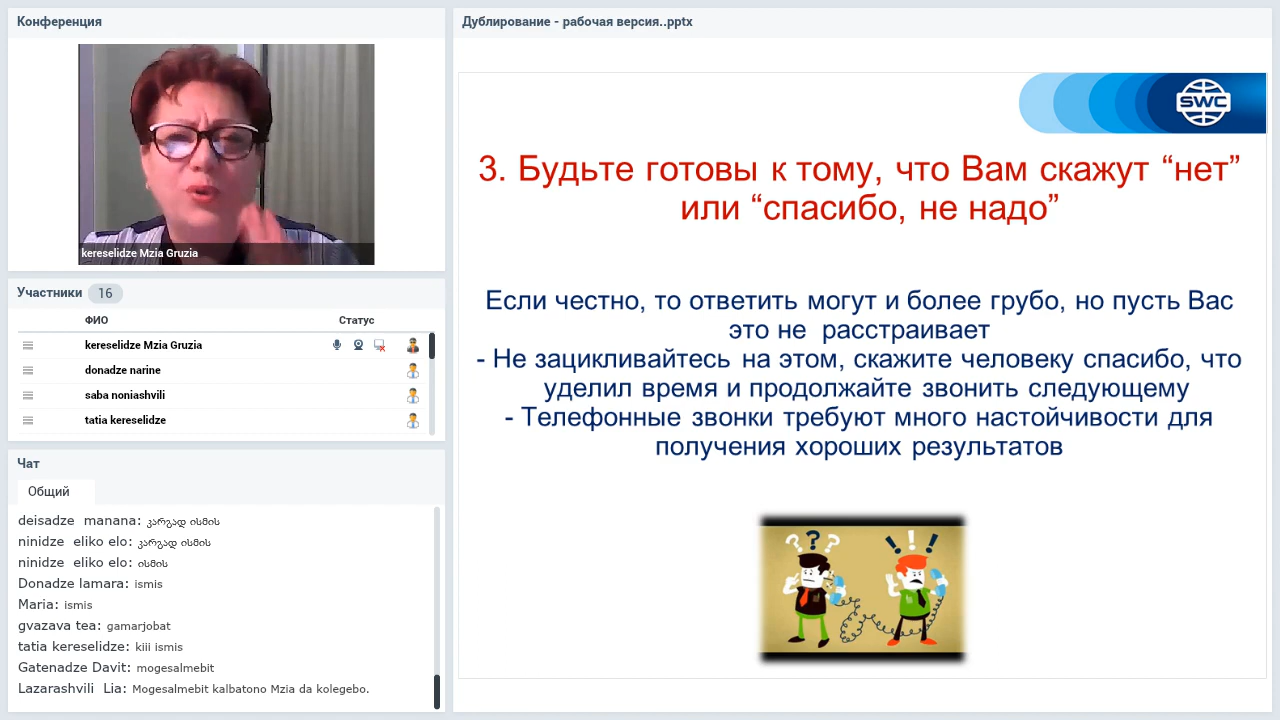 Конференция
kereselidze Mzia Gruzia
Участники 16
ФИО Статус
kereselidze Mzia Gruzia
donadze narine
saba noniashvili
tatia kereselidze
Чат
Общий
deisadze manana: კარგად ისმის
ninidze eliko elo: კარგად ისმის
ninidze eliko elo: ისმის
Donadze lamara: ismis
Maria: ismis
gvazava tea: gamarjobat
tatia kereselidze: kiii ismis
Gatenadze Davit: mogesalmebit
Lazarashvili Lia: Mogesalmebit kalbatono Mzia da kolegebo.
Дублирование - рабочая версия..pptx
SWC
3. Будьте готовы к тому, что Вам скажут “нет”
или “спасибо, не надо”
Если честно, то ответить могут и более грубо, но пусть Вас
это не расстраивает
- Не зацикливайтесь на этом, скажите человеку спасибо, что
уделил время и продолжайте звонить следующему
- Телефонные звонки требуют много настойчивости для
получения хороших результатов
? ? ? ! ! !